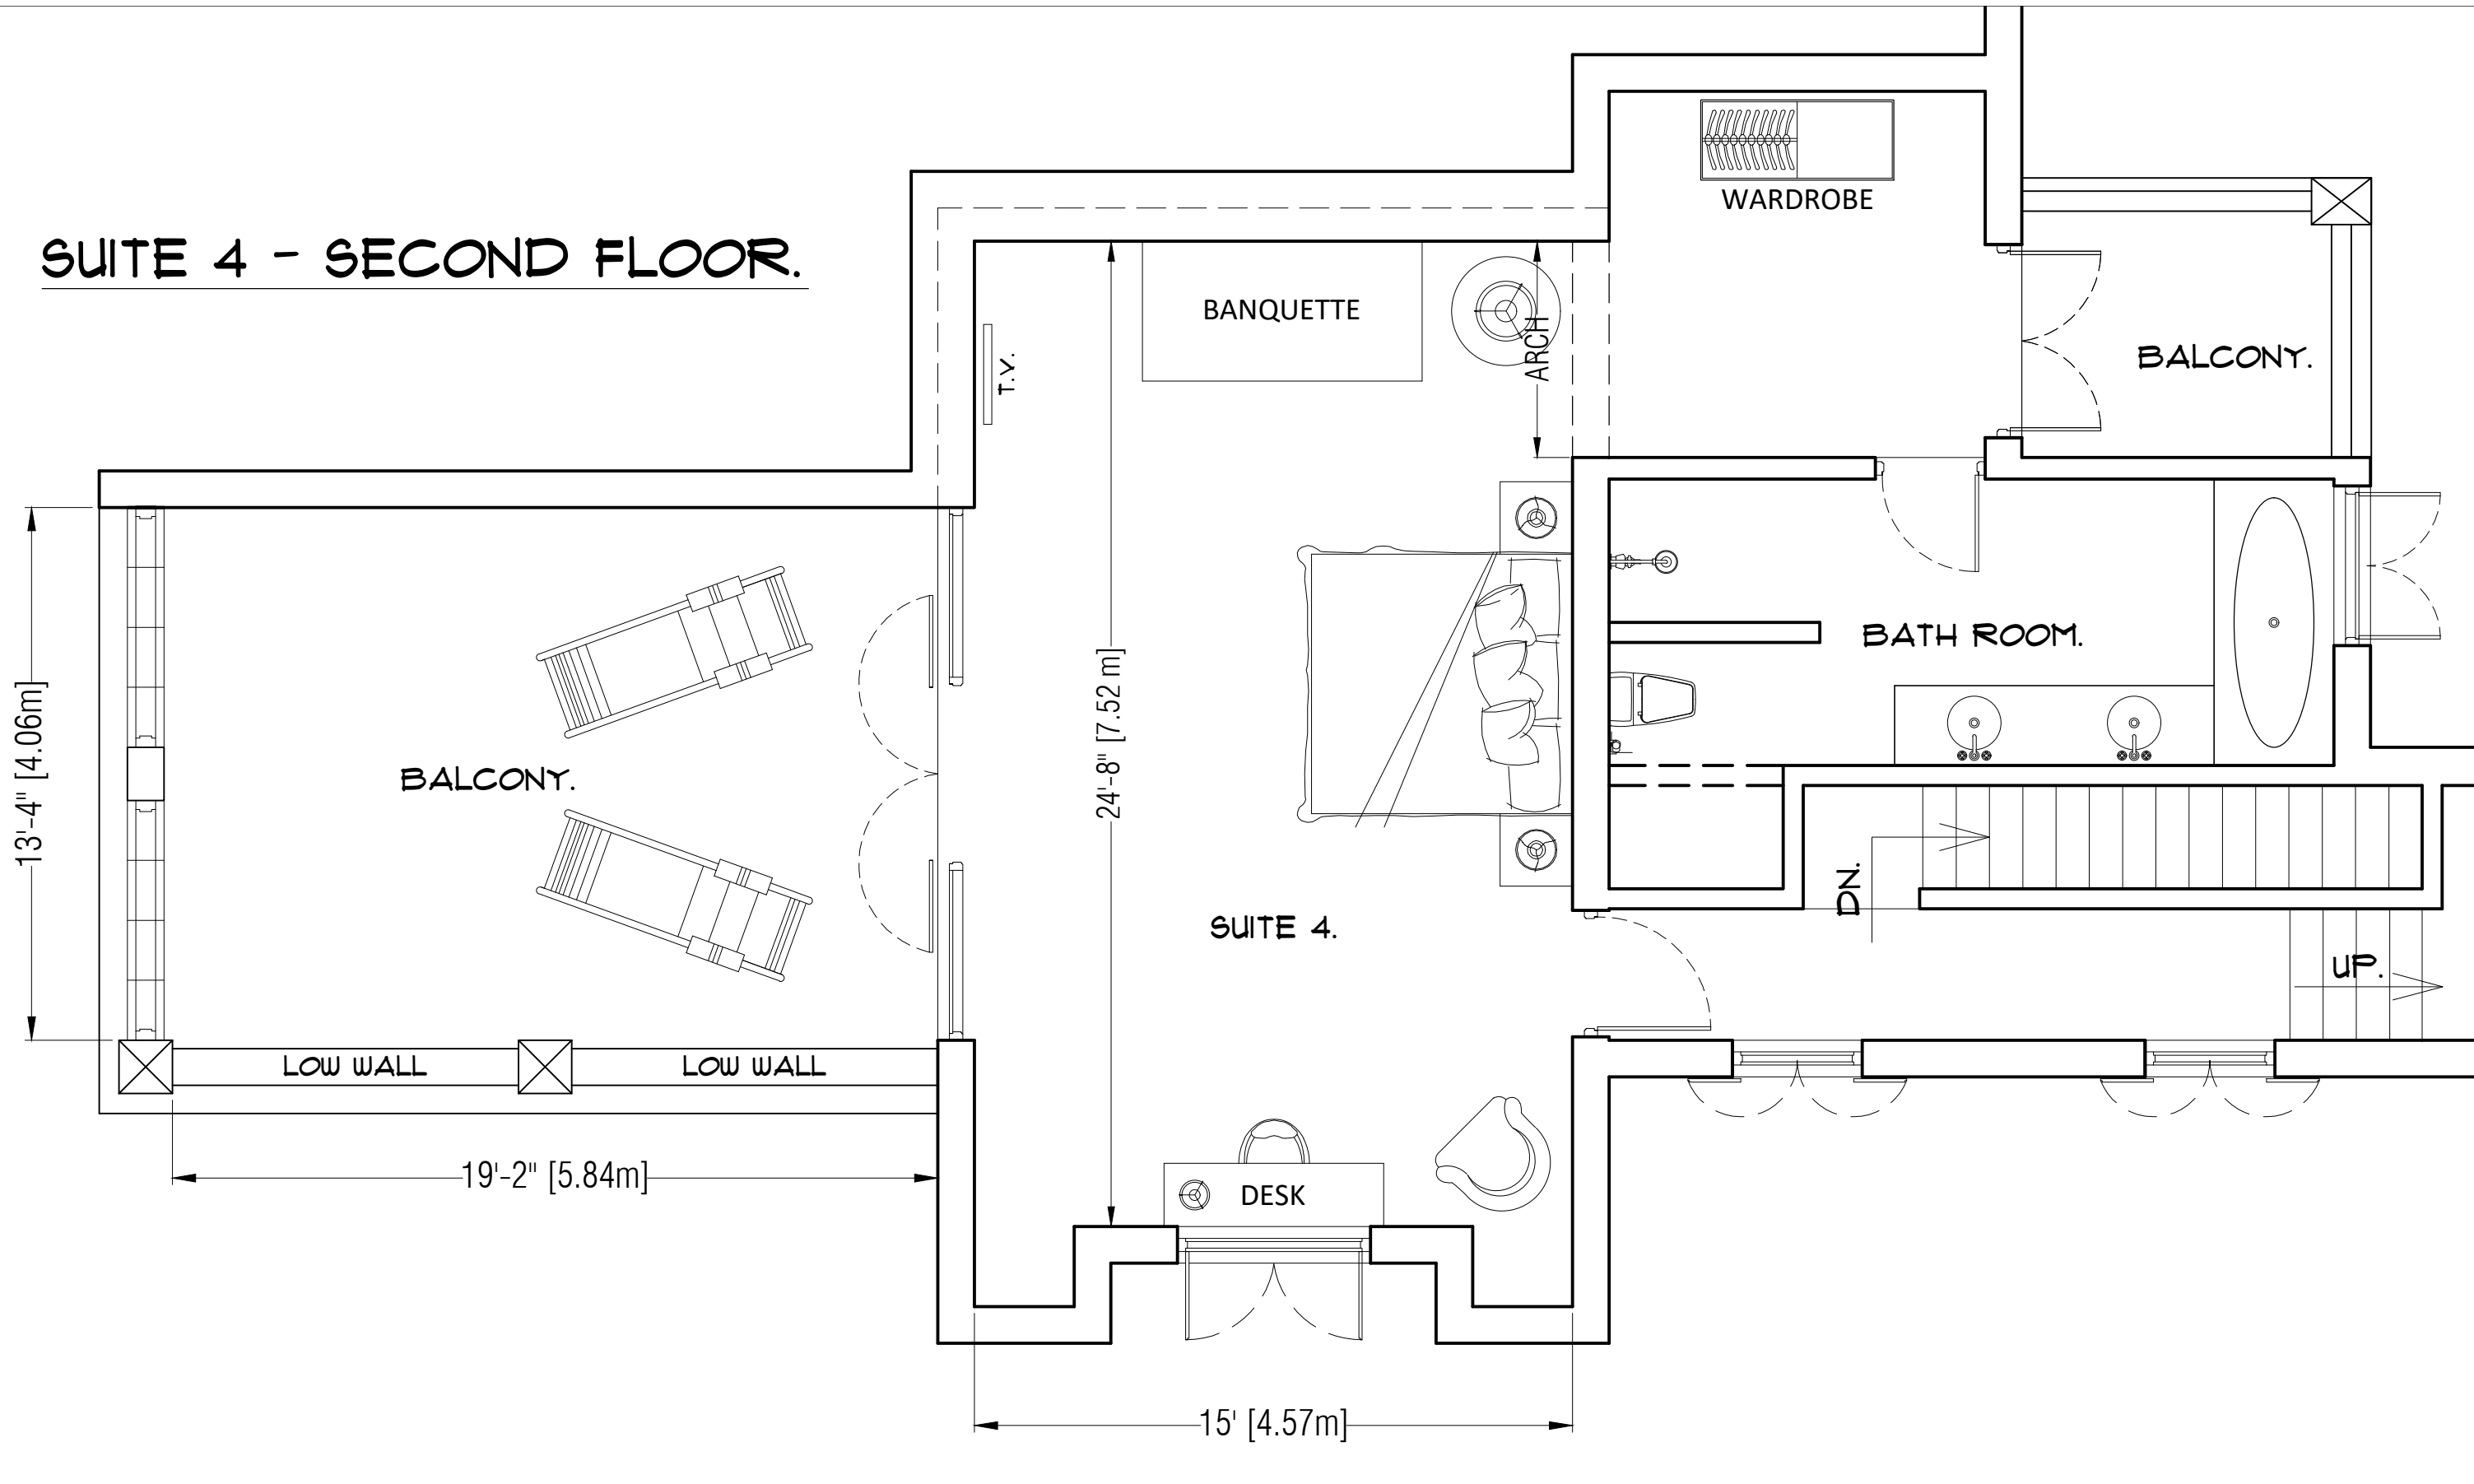 WARDROBE
SUITE 4 - SECOND FLOOR.
BANQUETTE
ARCH
T.V.
BALCONY.
BATH ROOM.
24'-8" [7.52 m]
13'-4" [4.06m]
BALCONY.
DN.
SUITE 4.
UP.
LOW WALL
LOW WALL
19'-2" [5.84m]
DESK
15' [4.57m]